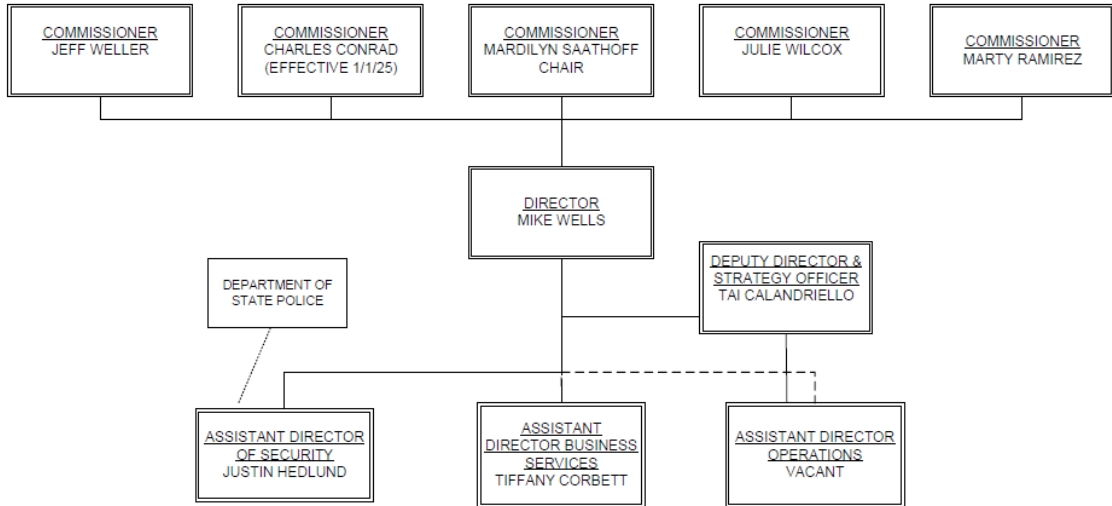 COMMISSIONER
JEFF WELLER
COMMISSIONER
CHARLES CONRAD
(EFFECTIVE 1/1/25)
COMMISSIONER
MARDILYN SAATHOFF
CHAIR
COMMISSIONER
JULIE WILCOX
COMMISSIONER
MARTY RAMIREZ
DIRECTOR
MIKE WELLS
DEPUTY DIRECTOR &
STRATEGY OFFICER
TAI CALANDRIELLO
DEPARTMENT OF
STATE POLICE
ASSISTANT DIRECTOR
OF SECURITY
JUSTIN HEDLUND
ASSISTANT
DIRECTOR BUSINESS
SERVICES
TIFFANY CORBETT
ASSISTANT DIRECTOR
OPERATIONS
VACANT